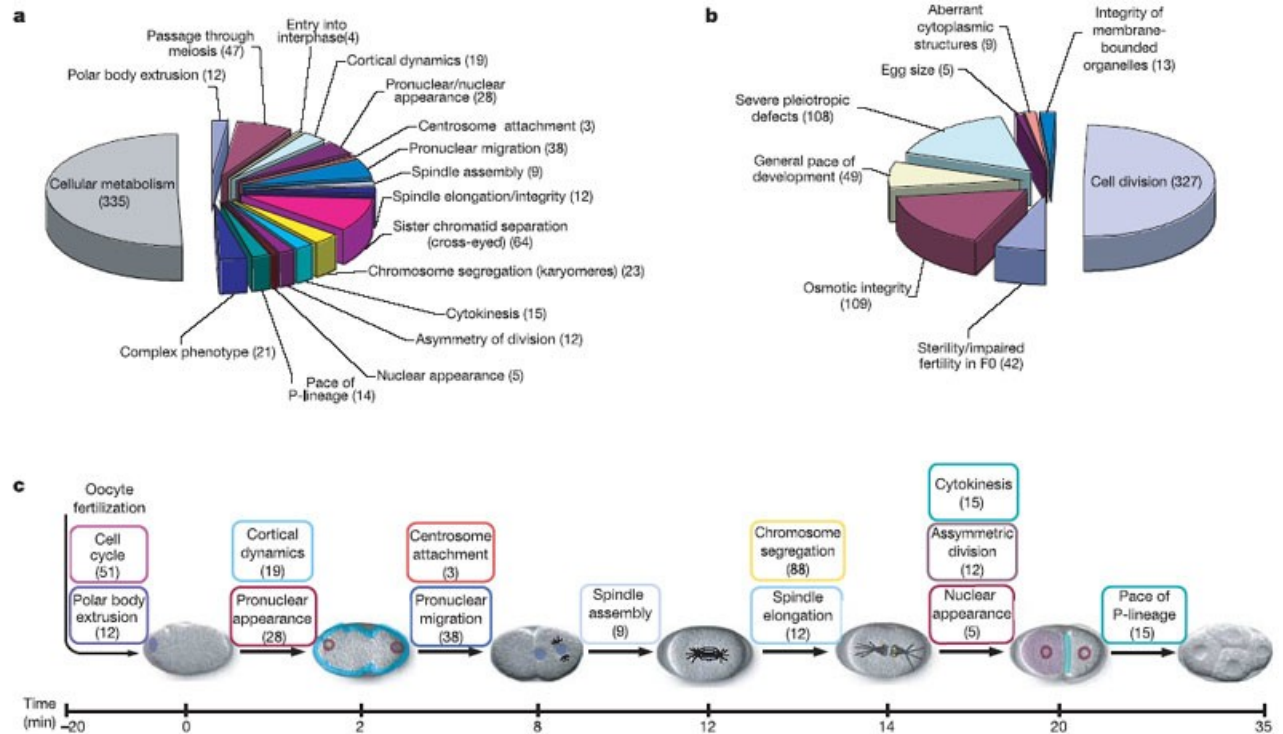 a
Passage through
meiosis (47)
Entry into
interphase(4)
Cortical dynamics (19)
Polar body extrusion (12)
Pronuclear/nuclear
appearance (28)
Centrosome attachment (3)
Pronuclear migration (38)
Spindle assembly (9)
Spindle elongation/integrity (12)
Sister chromatid separation
(cross-eyed) (64)
Chromosome segregation (karyomeres) (23)
Cytokinesis (15)
Asymmetry of division (12)
Nuclear appearance (5)
Pace of
P-lineage (14)
Complex phenotype (21)
Cellular metabolism
(335)
b
Aberrant
cytoplasmic
structures (9)
Integrity of
membrane-
bounded
organelles (13)
Egg size (5)
Severe pleiotropic
defects (108)
General pace of
development (49)
Cell division (327)
Osmotic integrity
(109)
Sterility/impaired
fertility in F0 (42)
c
Oocyte
fertilization
Cell
cycle
(51)
Polar body
extrusion
(12)
Cortical
dynamics
(19)
Pronuclear
appearance
(28)
Centrosome
attachment
(3)
Pronuclear
migration
(38)
Spindle
assembly
(9)
Chromosome
segregation
(88)
Spindle
elongation
(12)
Cytokinesis
(15)
Assymmetric
division
(12)
Nuclear
appearance
(5)
Pace of
P-lineage
(15)
Time
(min)
–20 0 2 8 12 14 20 35